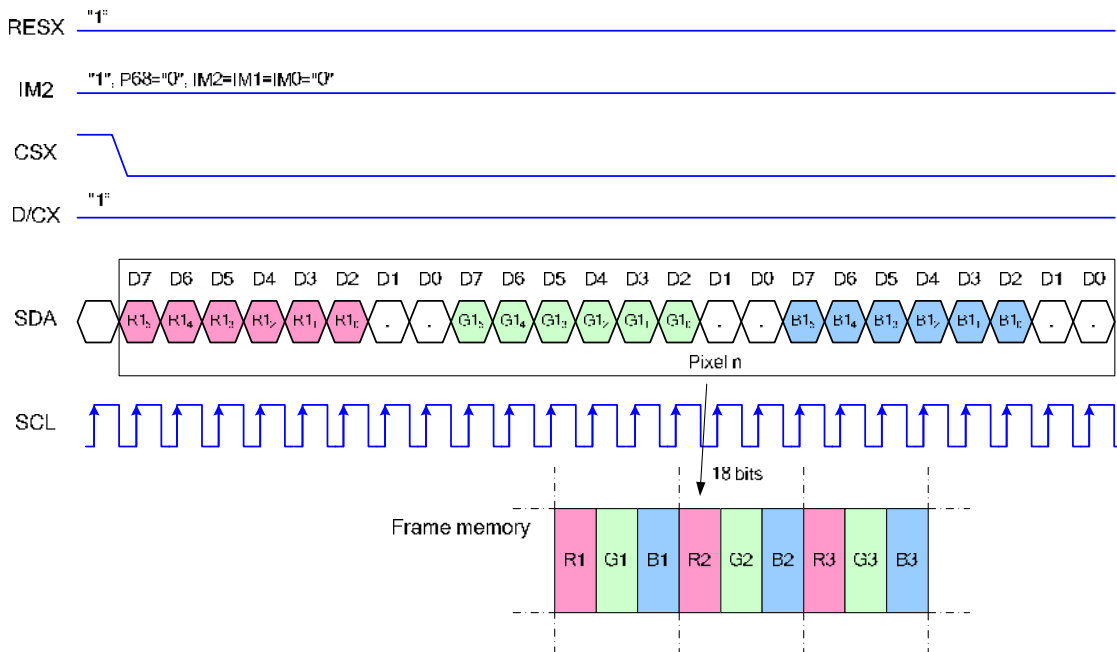 RESX "1"
IM2 "1", P68="0", IM2=IM1=IM0="0"
CSX
D/CX "1"
D7 D6 D5 D4 D3 D2 D1 D0 D7 D6 D5 D4 D3 D2 D1 D0 D7 D6 D5 D4 D3 D2 D1 D0
SDA R1₅ R1₄ R1₃ R1₂ R1₁ R1₀ . . G1₅ G1₄ G1₃ G1₂ G1₁ G1₀ . . B1₅ B1₄ B1₃ B1₂ B1₁ B1₀ . .
Pixel n
SCL
18 bits
Frame memory
R1 G1 B1 R2 G2 B2 R3 G3 B3